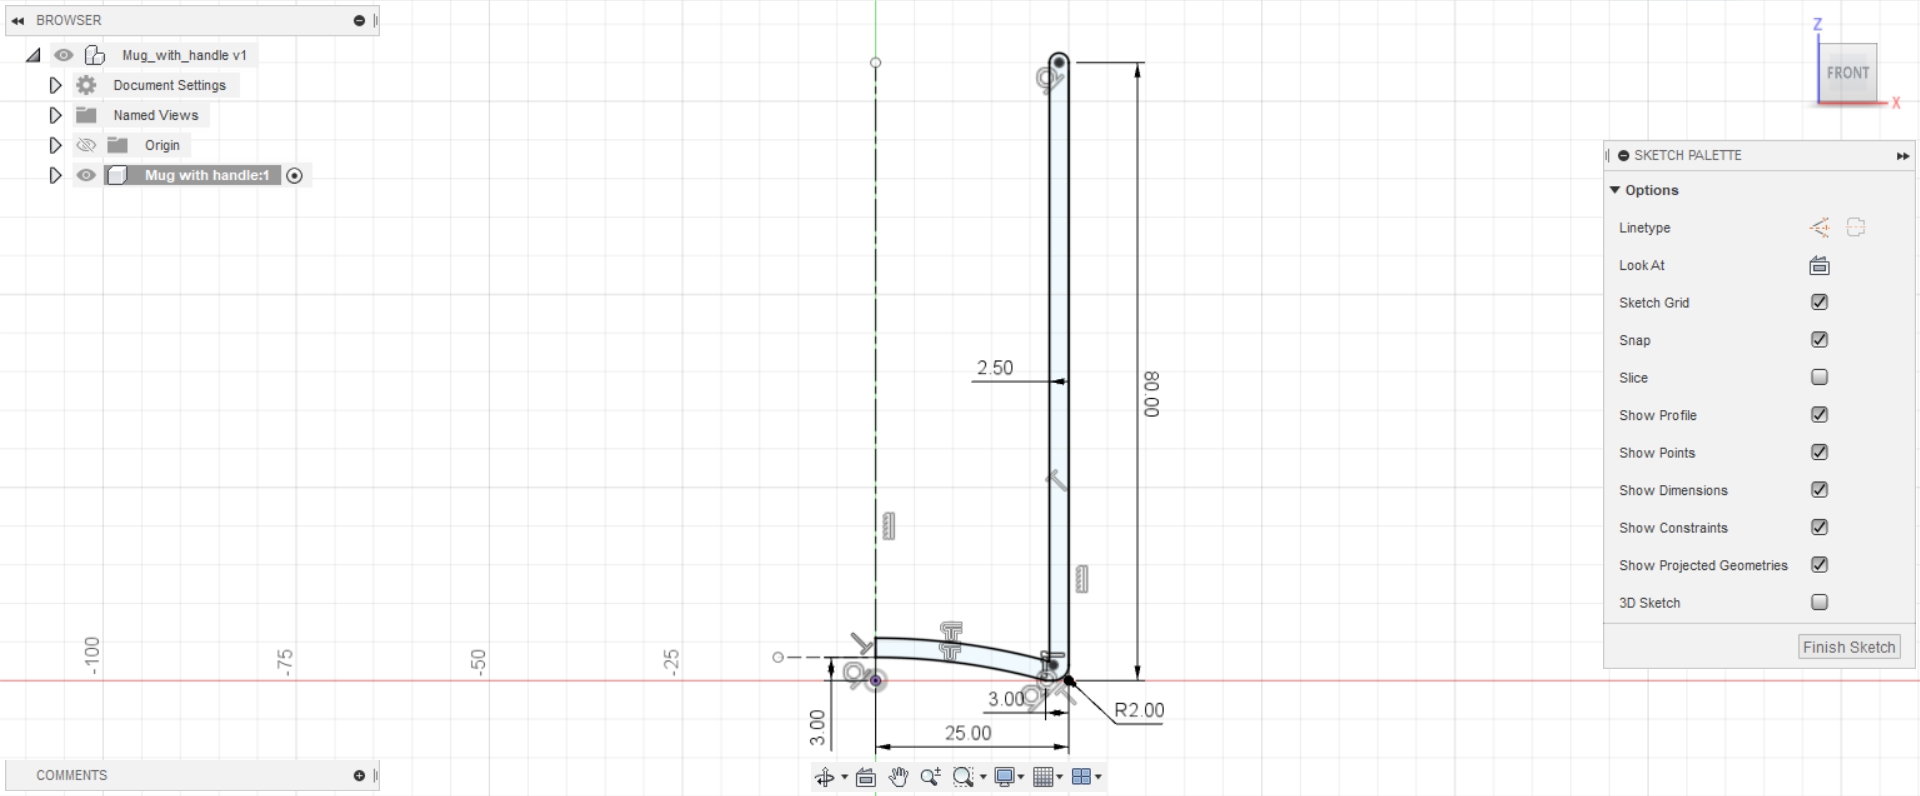 BROWSER
Mug_with_handle v1
Document Settings
Named Views
Origin
Mug with handle:1
COMMENTS
-100
-75
-50
-25
2.50
80.00
3.00
3.00
25.00
R2.00
Z
FRONT
X
SKETCH PALETTE
Options
Linetype
Look At
Sketch Grid
Snap
Slice
Show Profile
Show Points
Show Dimensions
Show Constraints
Show Projected Geometries
3D Sketch
Finish Sketch